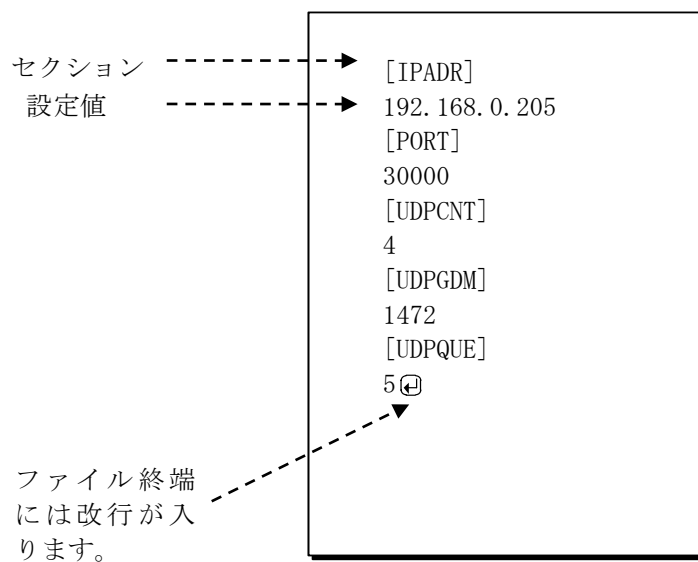 セクション
設定値
[IPADR]
192.168.0.205
[PORT]
30000
[UDPCNT]
4
[UDPGDM]
1472
[UDPQUE]
5↵
ファイル終端
には改行が入
ります。